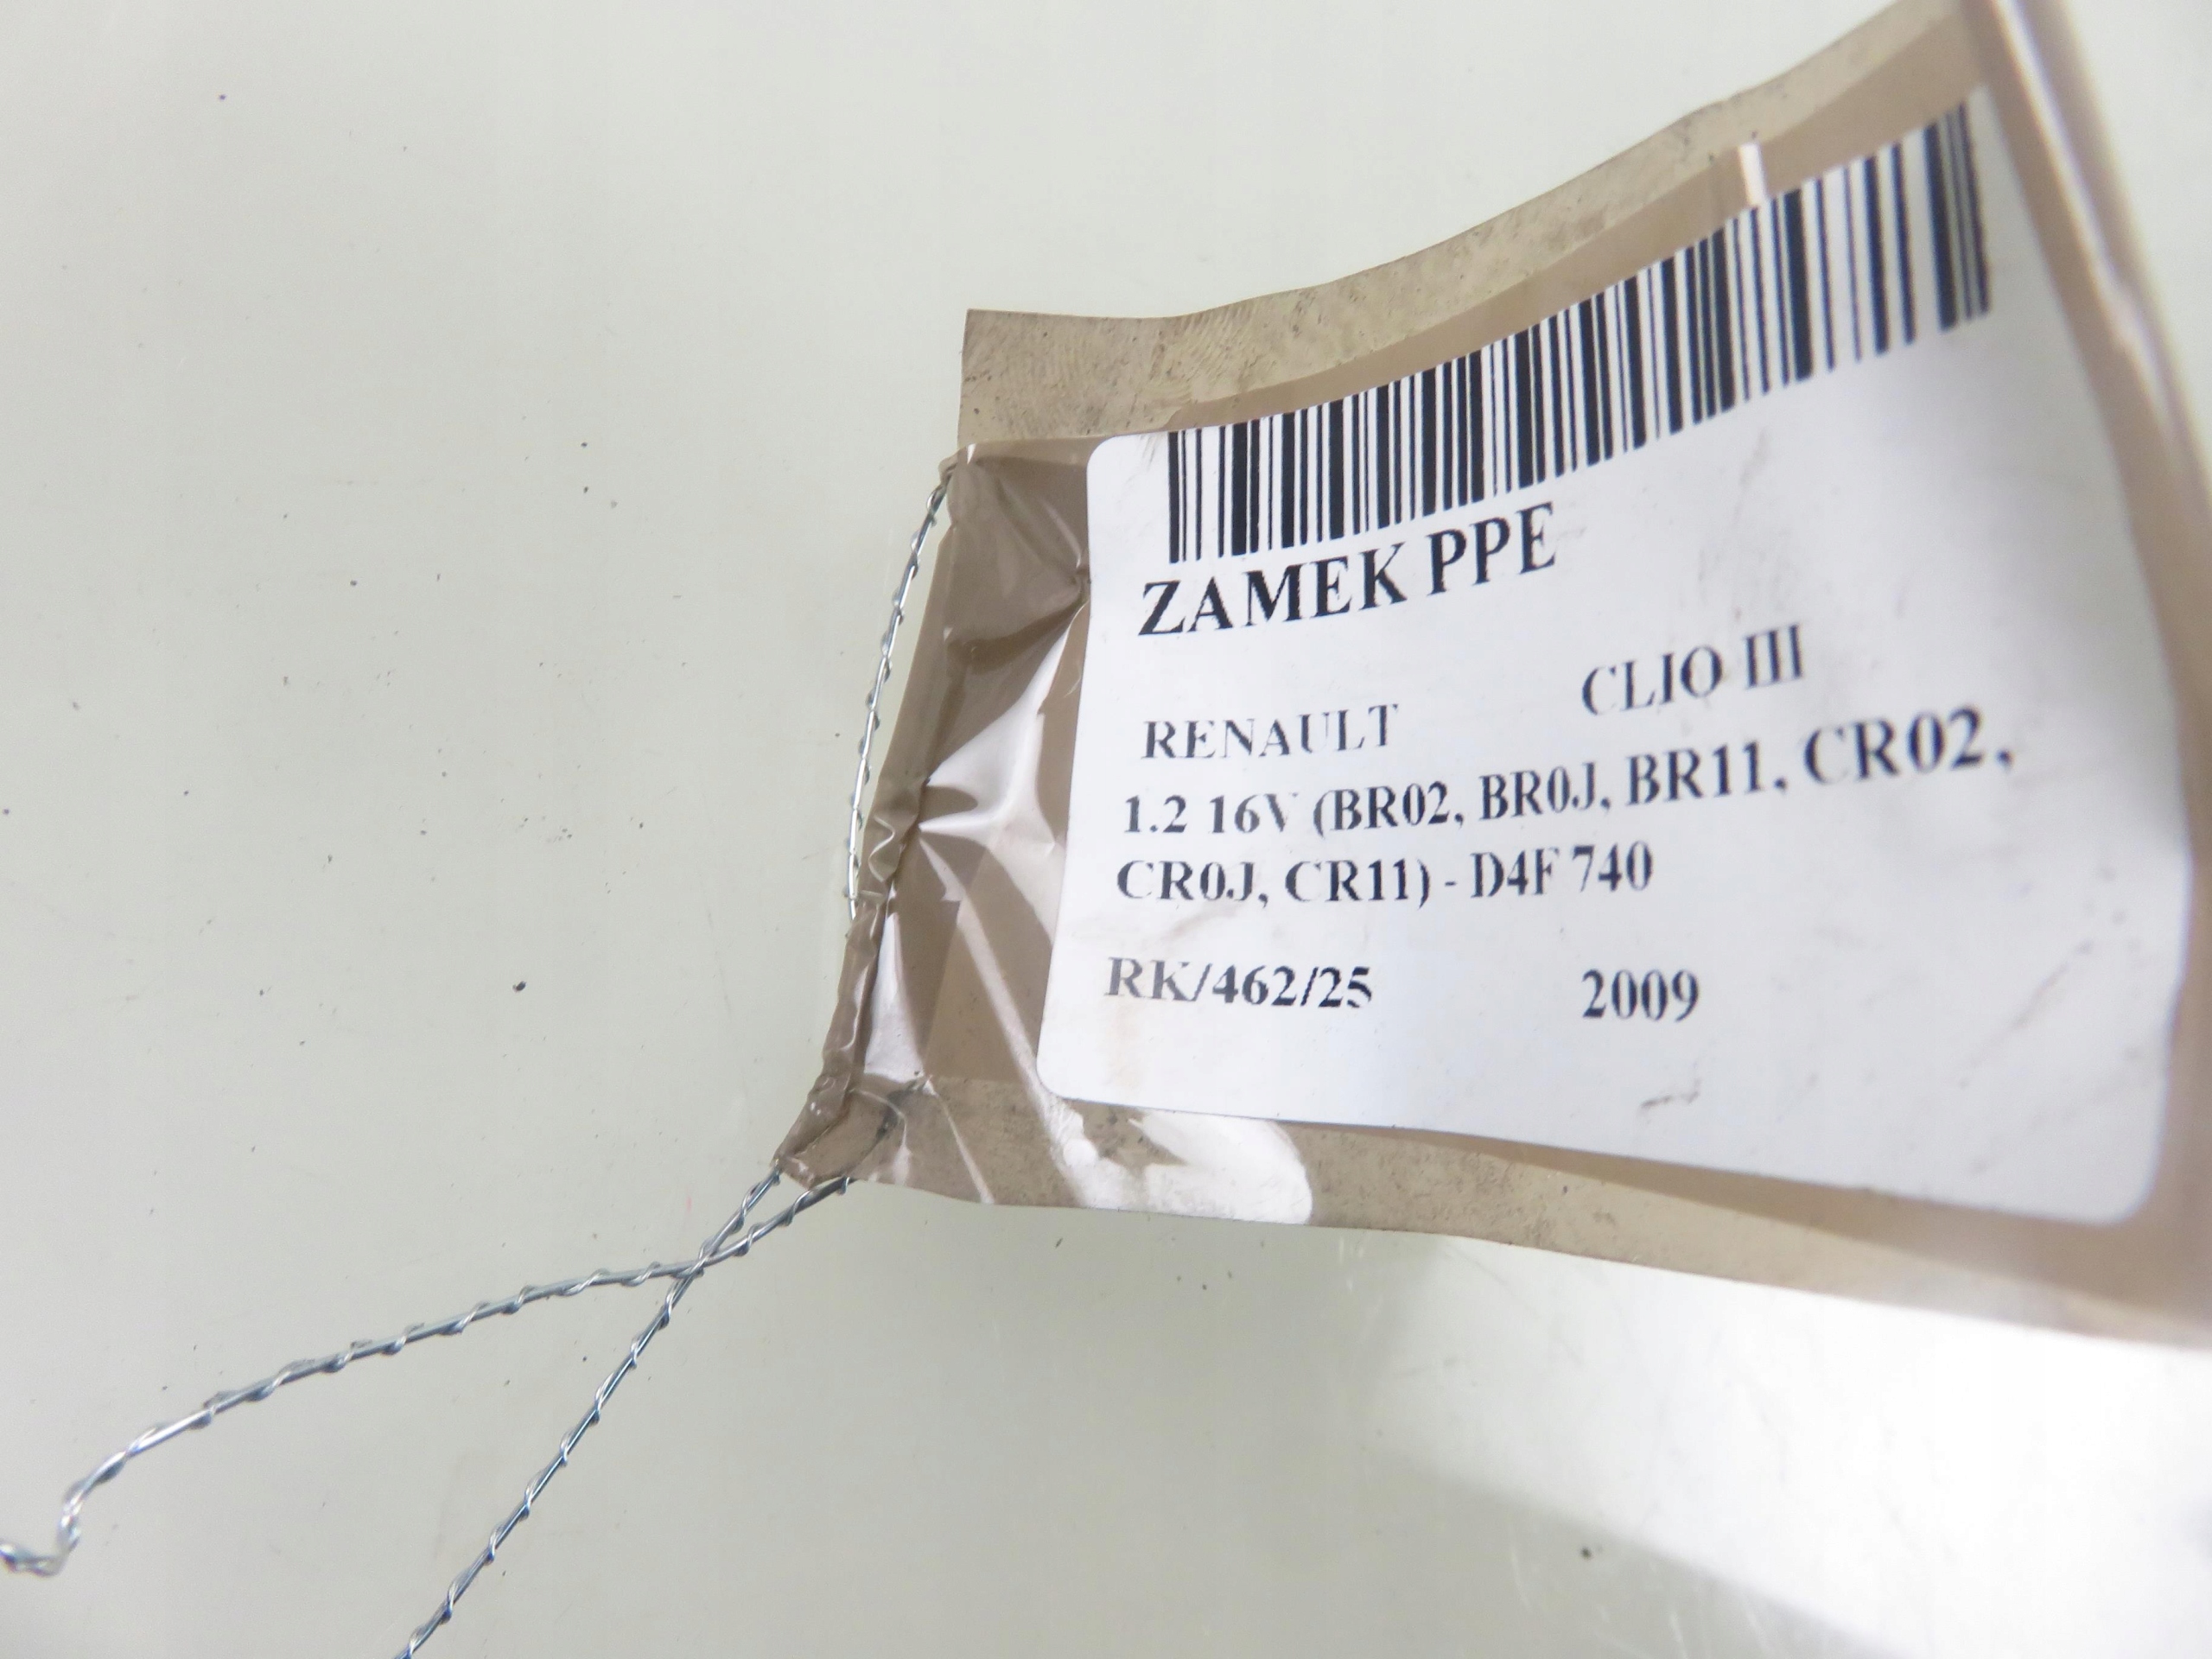 ZAMEK PPE
RENAULT CLIO III
1.2 16V (BR02, BR0J, BR11, CR02,
CR0J, CR11) - D4F 740
RK/462/25 2009